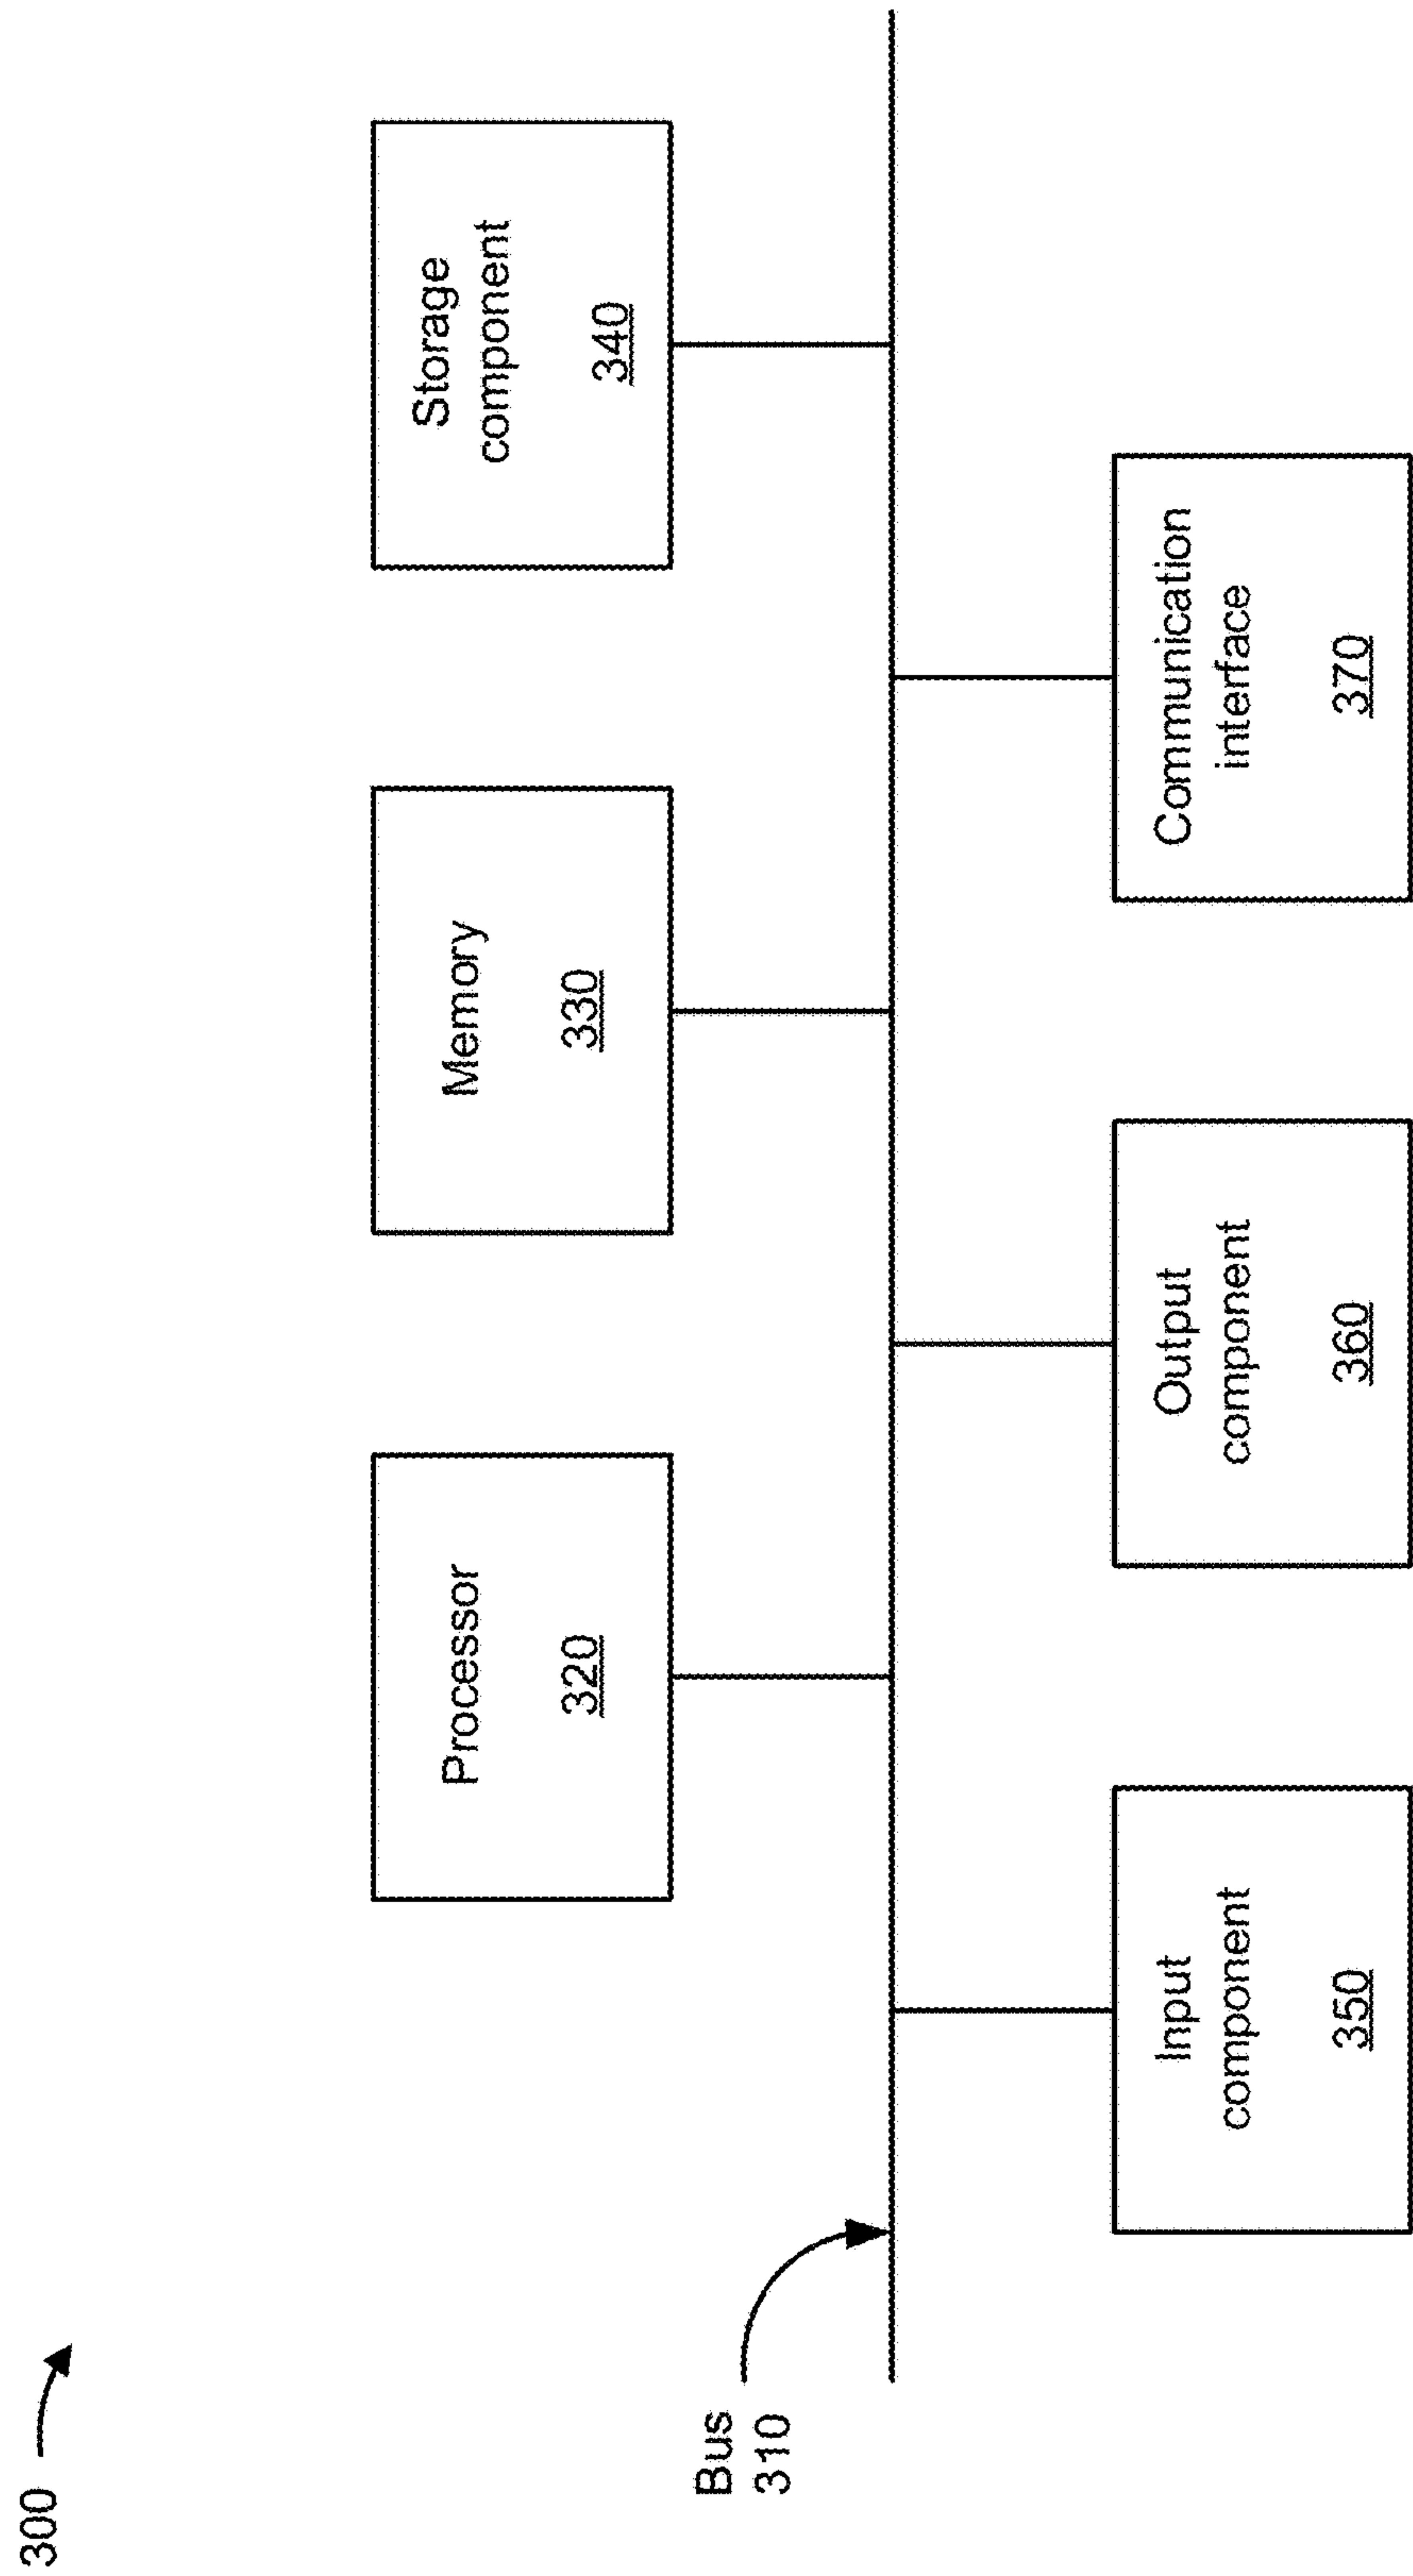 300
Processor
320
Memory
330
Storage
component
340
Bus
310
Input
component
350
Output
component
360
Communication
interface
370